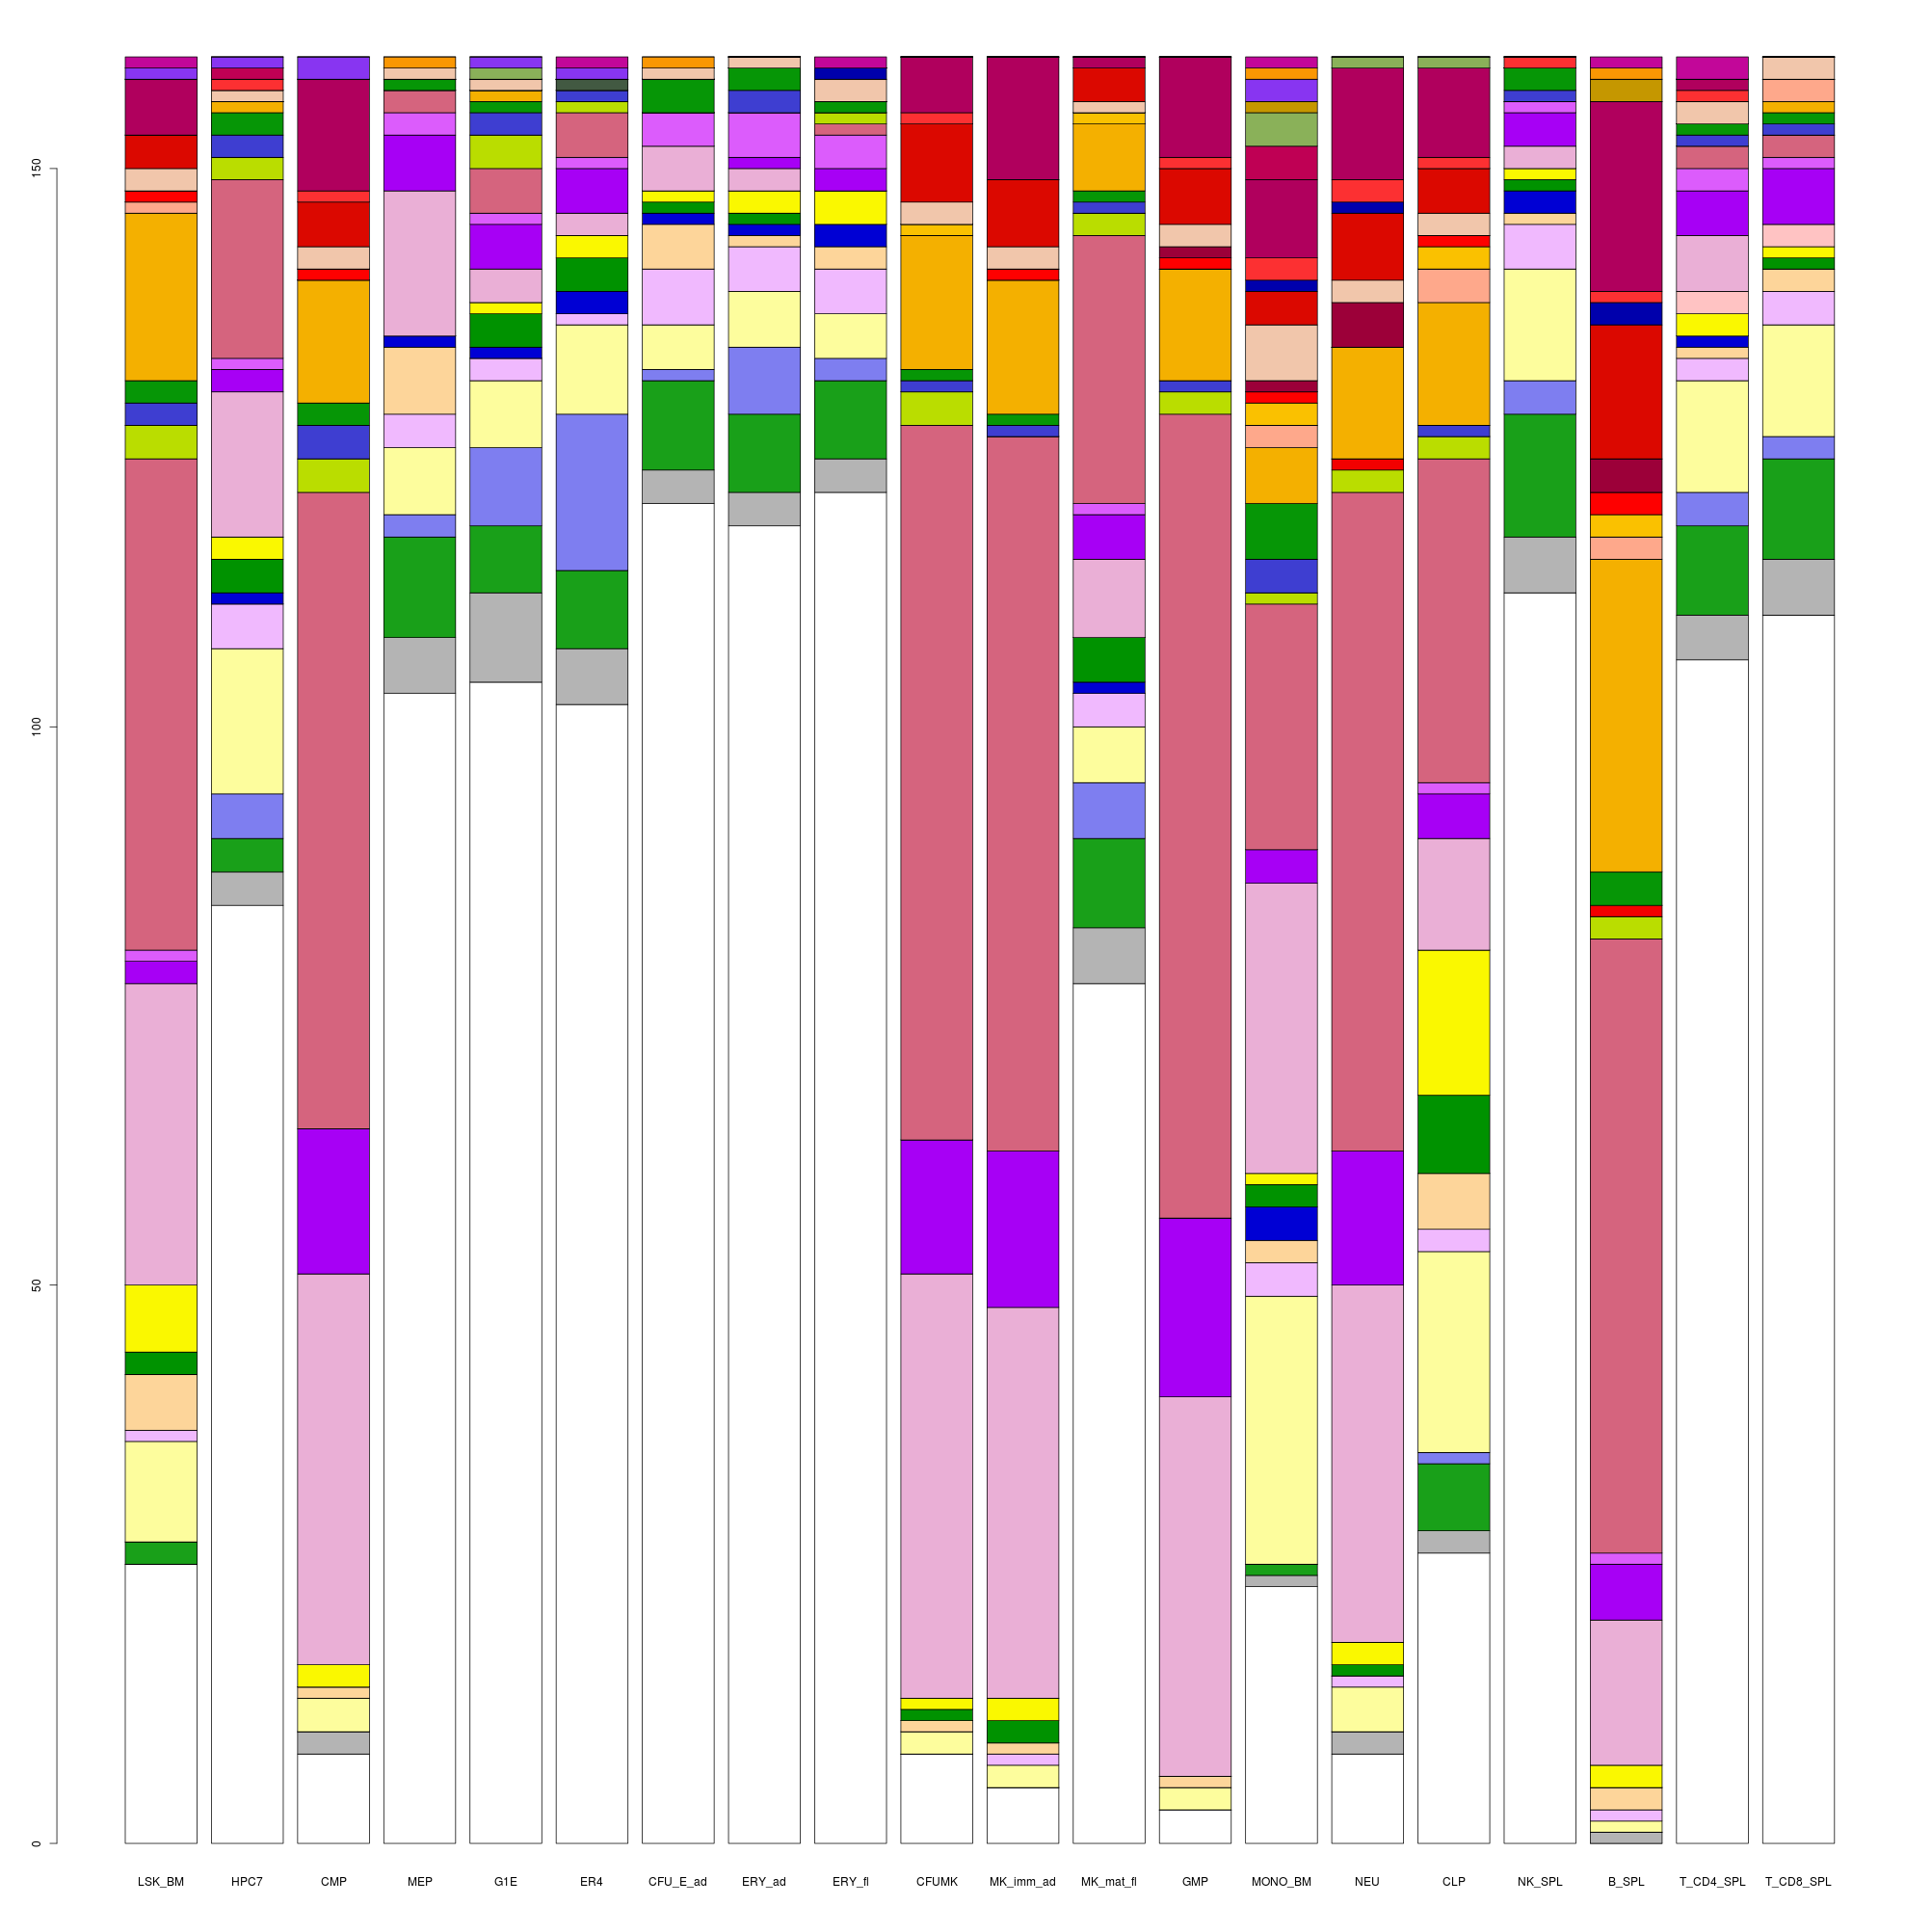 150
100
50
0
LSK_BM HPC7 CMP MEP G1E ER4 CFU_E_ad ERY_ad ERY_fl CFUMK MK_imm_ad MK_mat_fl GMP MONO_BM NEU CLP NK_SPL B_SPL T_CD4_SPL T_CD8_SPL